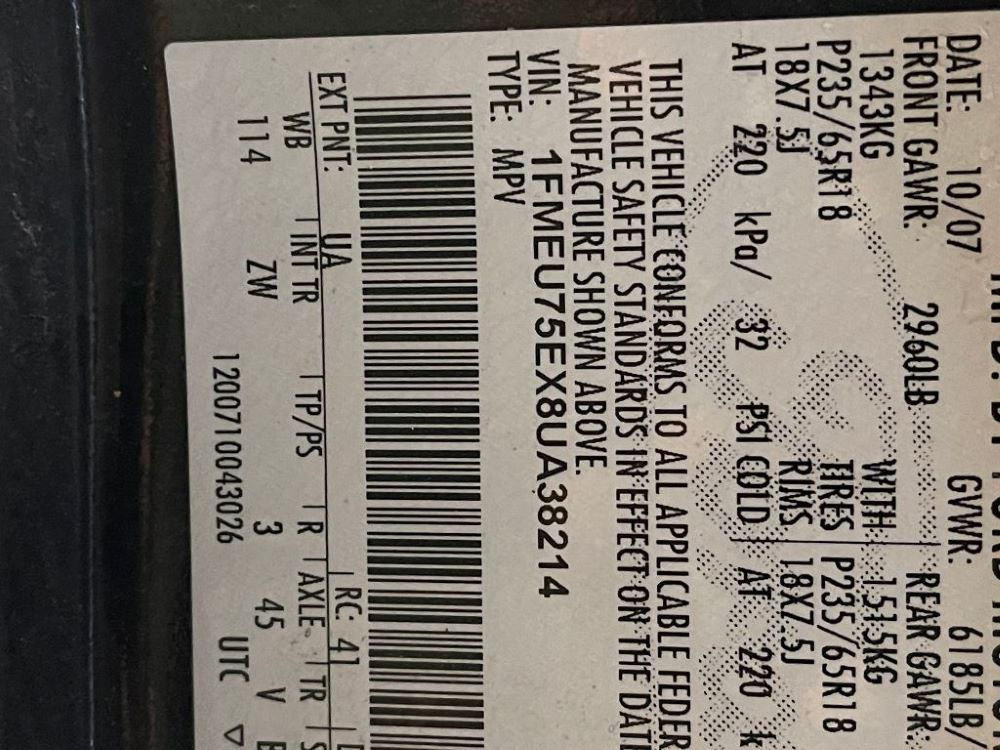 DATE: 10/07 GVWR: 6185LB/
FRONT GAWR: 2960LB REAR GAWR:
1343KG WITH 1515KG
P235/65R18 TIRES P235/65R18
18X7.5J RIMS 18X7.5J
AT 220 kPa/ 32 PSI COLD AT 220 k
THIS VEHICLE CONFORMS TO ALL APPLICABLE FEDER
VEHICLE SAFETY STANDARDS IN EFFECT ON THE DAT
MANUFACTURE SHOWN ABOVE.
VIN: 1FMEU75EX8UA38214
TYPE: MPV
EXT PNT: UA RC: 41
WB INT TR TP/PS R AXLE TR S
114 ZW 3 45 V
1200710043026 UTC